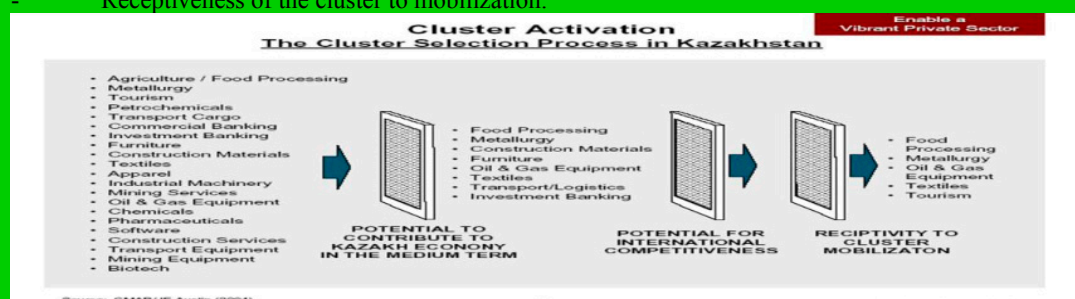 - Receptiveness of the cluster to mobilization.
Enable a
Vibrant Private Sector
Cluster Activation
The Cluster Selection Process in Kazakhstan
• Agriculture / Food Processing
• Metallurgy
• Tourism
• Petrochemicals
• Transport Cargo
• Commercial Banking
• Investment Banking
• Furniture
• Construction Materials
• Textiles
• Apparel
• Industrial Machinery
• Mining Services
• Oil & Gas Equipment
• Chemicals
• Pharmaceuticals
• Software
• Construction Services
• Transport Equipment
• Mining Equipment
• Biotech
• Food Processing
• Metallurgy
• Construction Materials
• Furniture
• Oil & Gas Equipment
• Textiles
• Transport/Logistics
• Investment Banking
• Food
Processing
• Metallurgy
• Oil & Gas
Equipment
• Textiles
• Tourism
POTENTIAL TO
CONTRIBUTE TO
KAZAKH ECONONY
IN THE MEDIUM TERM
POTENTIAL FOR
INTERNATIONAL
COMPETITIVENESS
RECIPTIVITY TO
CLUSTER
MOBILIZATON